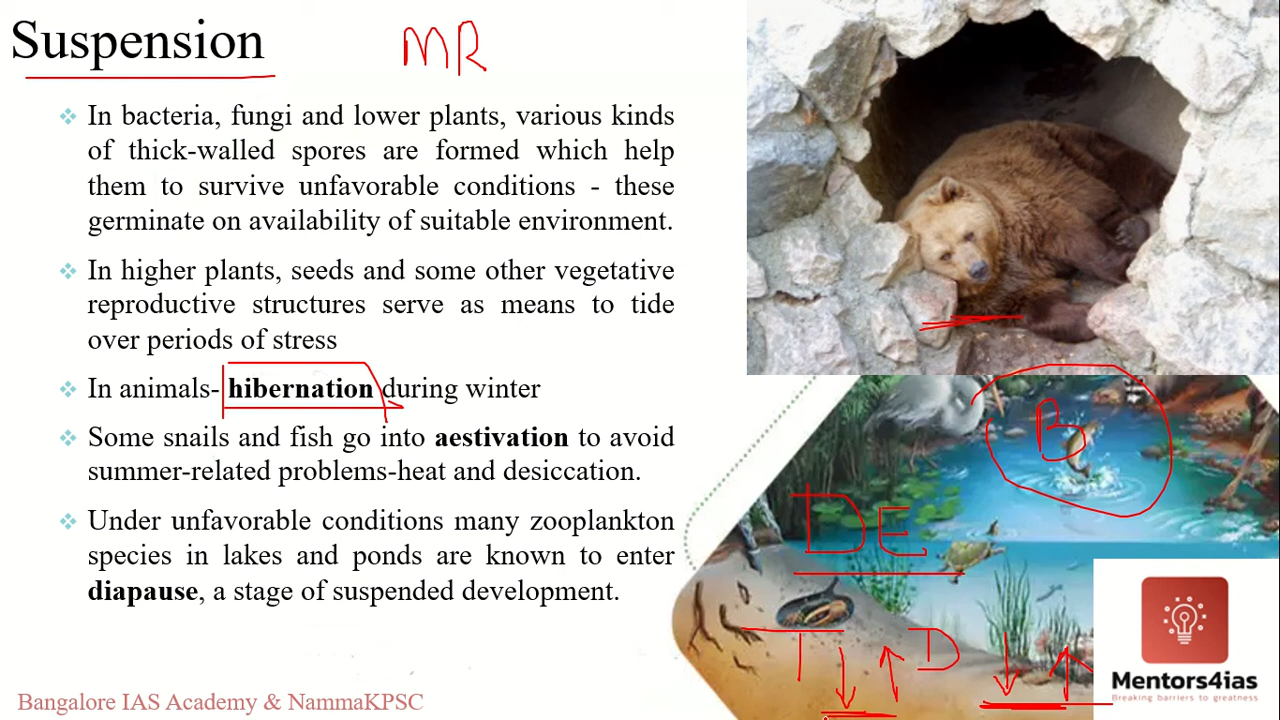 Suspension
MR
In bacteria, fungi and lower plants, various kinds
of thick-walled spores are formed which help
them to survive unfavorable conditions - these
germinate on availability of suitable environment.
In higher plants, seeds and some other vegetative
reproductive structures serve as means to tide
over periods of stress
In animals- hibernation during winter
Some snails and fish go into aestivation to avoid
summer-related problems-heat and desiccation.
Under unfavorable conditions many zooplankton
species in lakes and ponds are known to enter
diapause, a stage of suspended development.
B
DE
T↓↑ D ↓↑
Mentors4ias
Breaking barriers to greatness
Bangalore IAS Academy & NammaKPSC